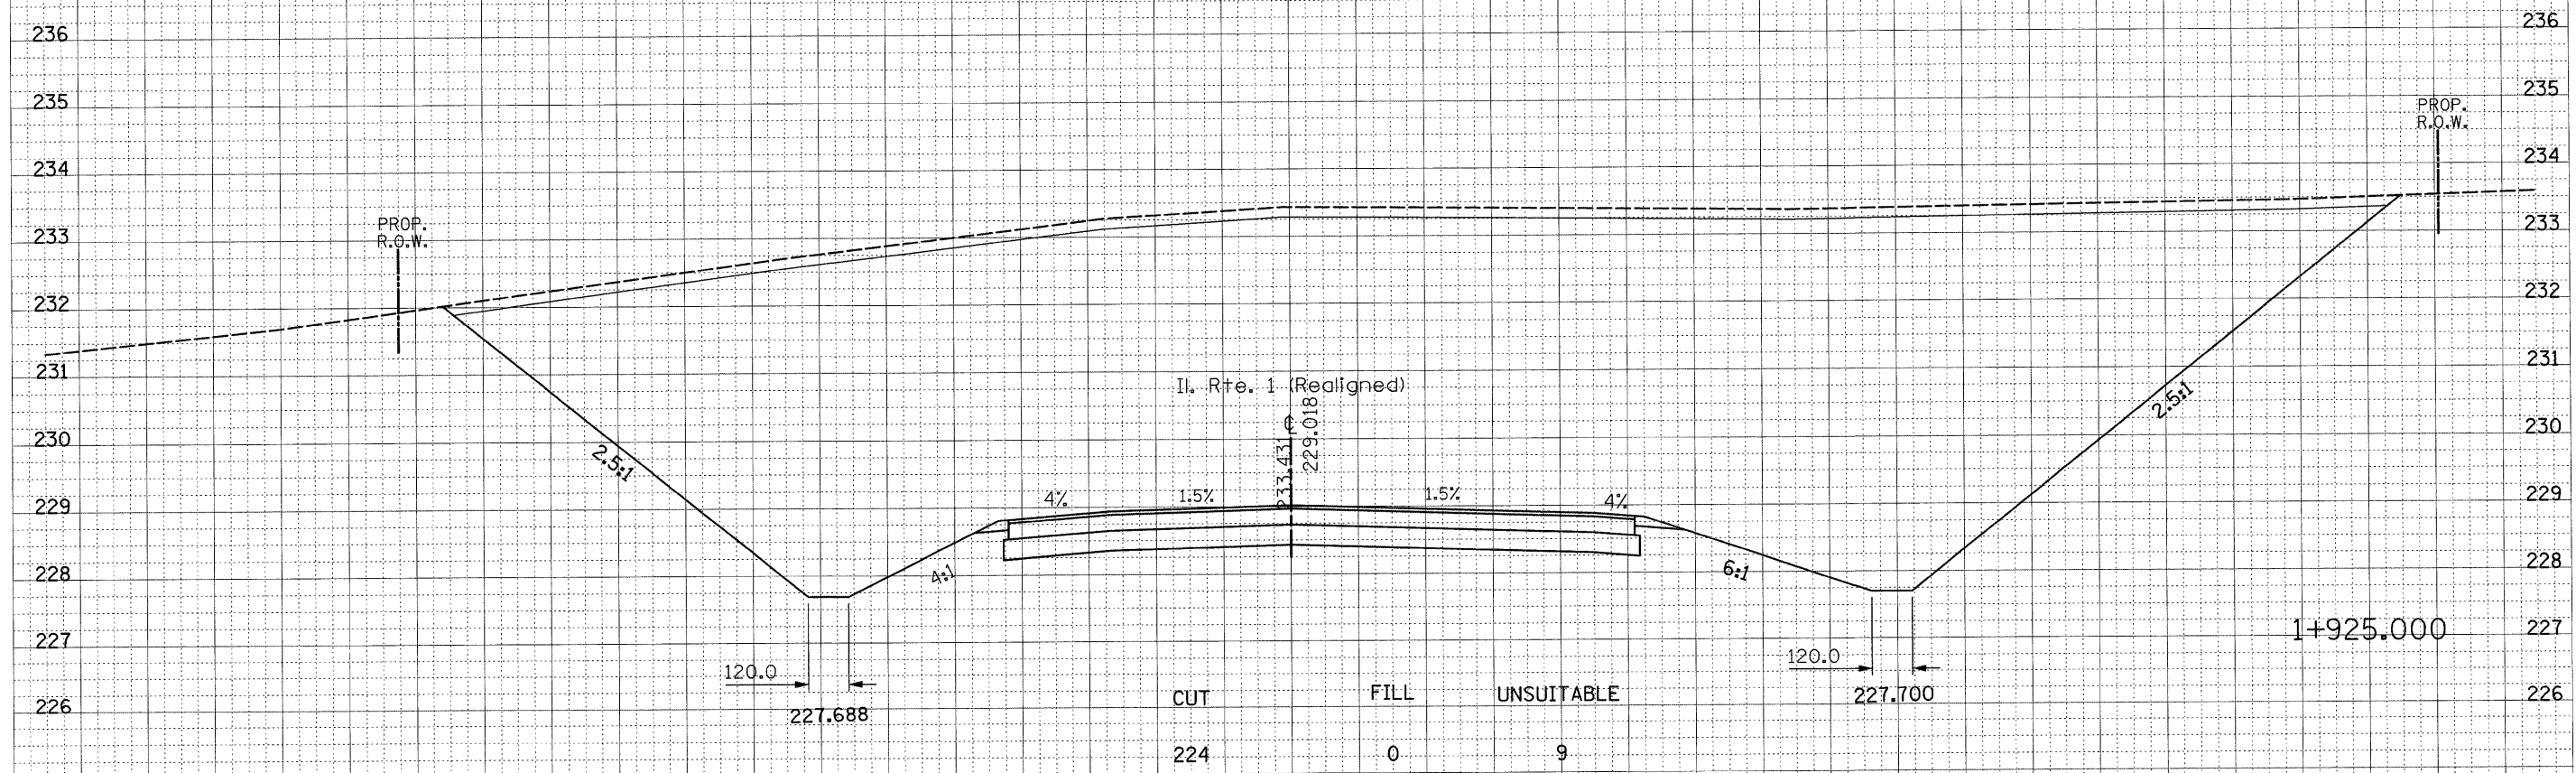 236 236
235 235
PROP.
R.O.W.
234 234
PROP.
R.O.W.
233 233
232 232
231 231
Il. Rte. 1 (Realigned)
233.431
229.018
230 230
2.5:1
2.5:1
229 4% 1.5% 1.5% 4% 229
228 4:1 6:1 228
227 1+925.000 227
120.0 120.0
226 CUT FILL UNSUITABLE 227.700 226
227.688
224 0 9